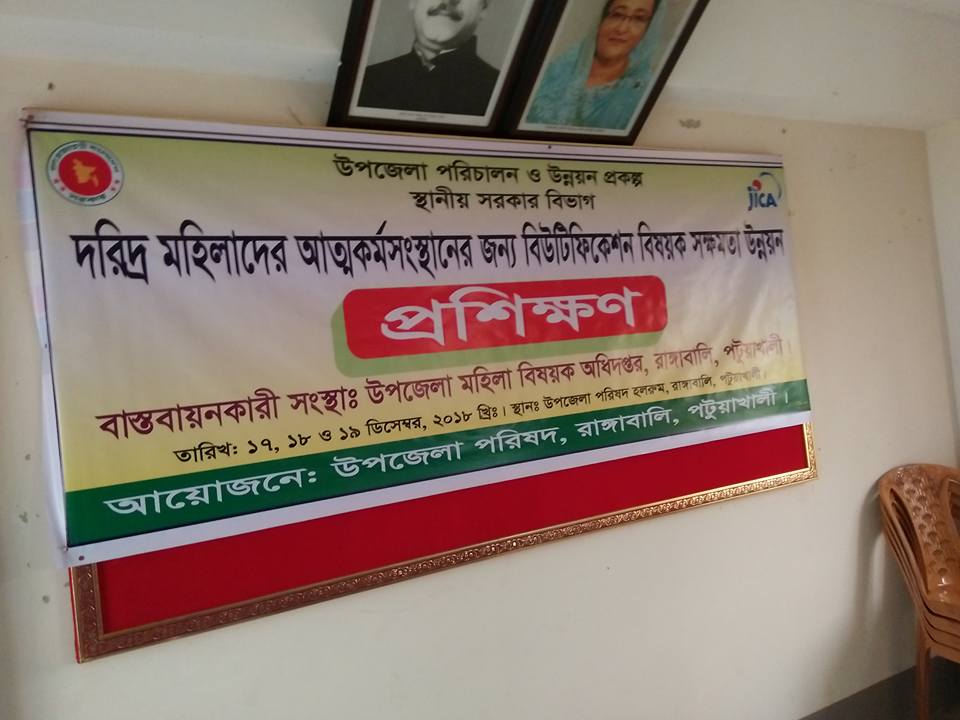 উপজেলা পরিচালন ও উন্নয়ন প্রকল্প
স্থানীয় সরকার বিভাগ
jica
দরিদ্র মহিলাদের আত্মকর্মসংস্থানের জন্য বিউটিফিকেশন বিষয়ক সক্ষমতা উন্নয়ন
প্রশিক্ষণ
বাস্তবায়নকারী সংস্থাঃ উপজেলা মহিলা বিষয়ক অধিদপ্তর, রাঙ্গাবালি, পটুয়াখালী।
তারিখ: ১৭, ১৮ ও ১৯ ডিসেম্বর, ২০১৮ খ্রিঃ। স্থানঃ উপজেলা পরিষদ হলরুম, রাঙ্গাবালি, পটুয়াখালী।
আয়োজনে: উপজেলা পরিষদ, রাঙ্গাবালি, পটুয়াখালী।